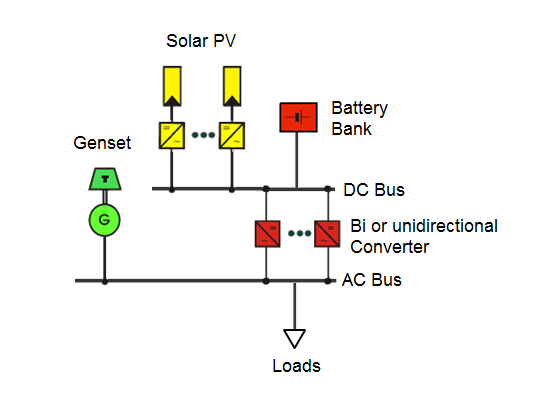 Solar PV
Battery
Bank
Genset
T
G
DC Bus
Bi or unidirectional
Converter
AC Bus
Loads